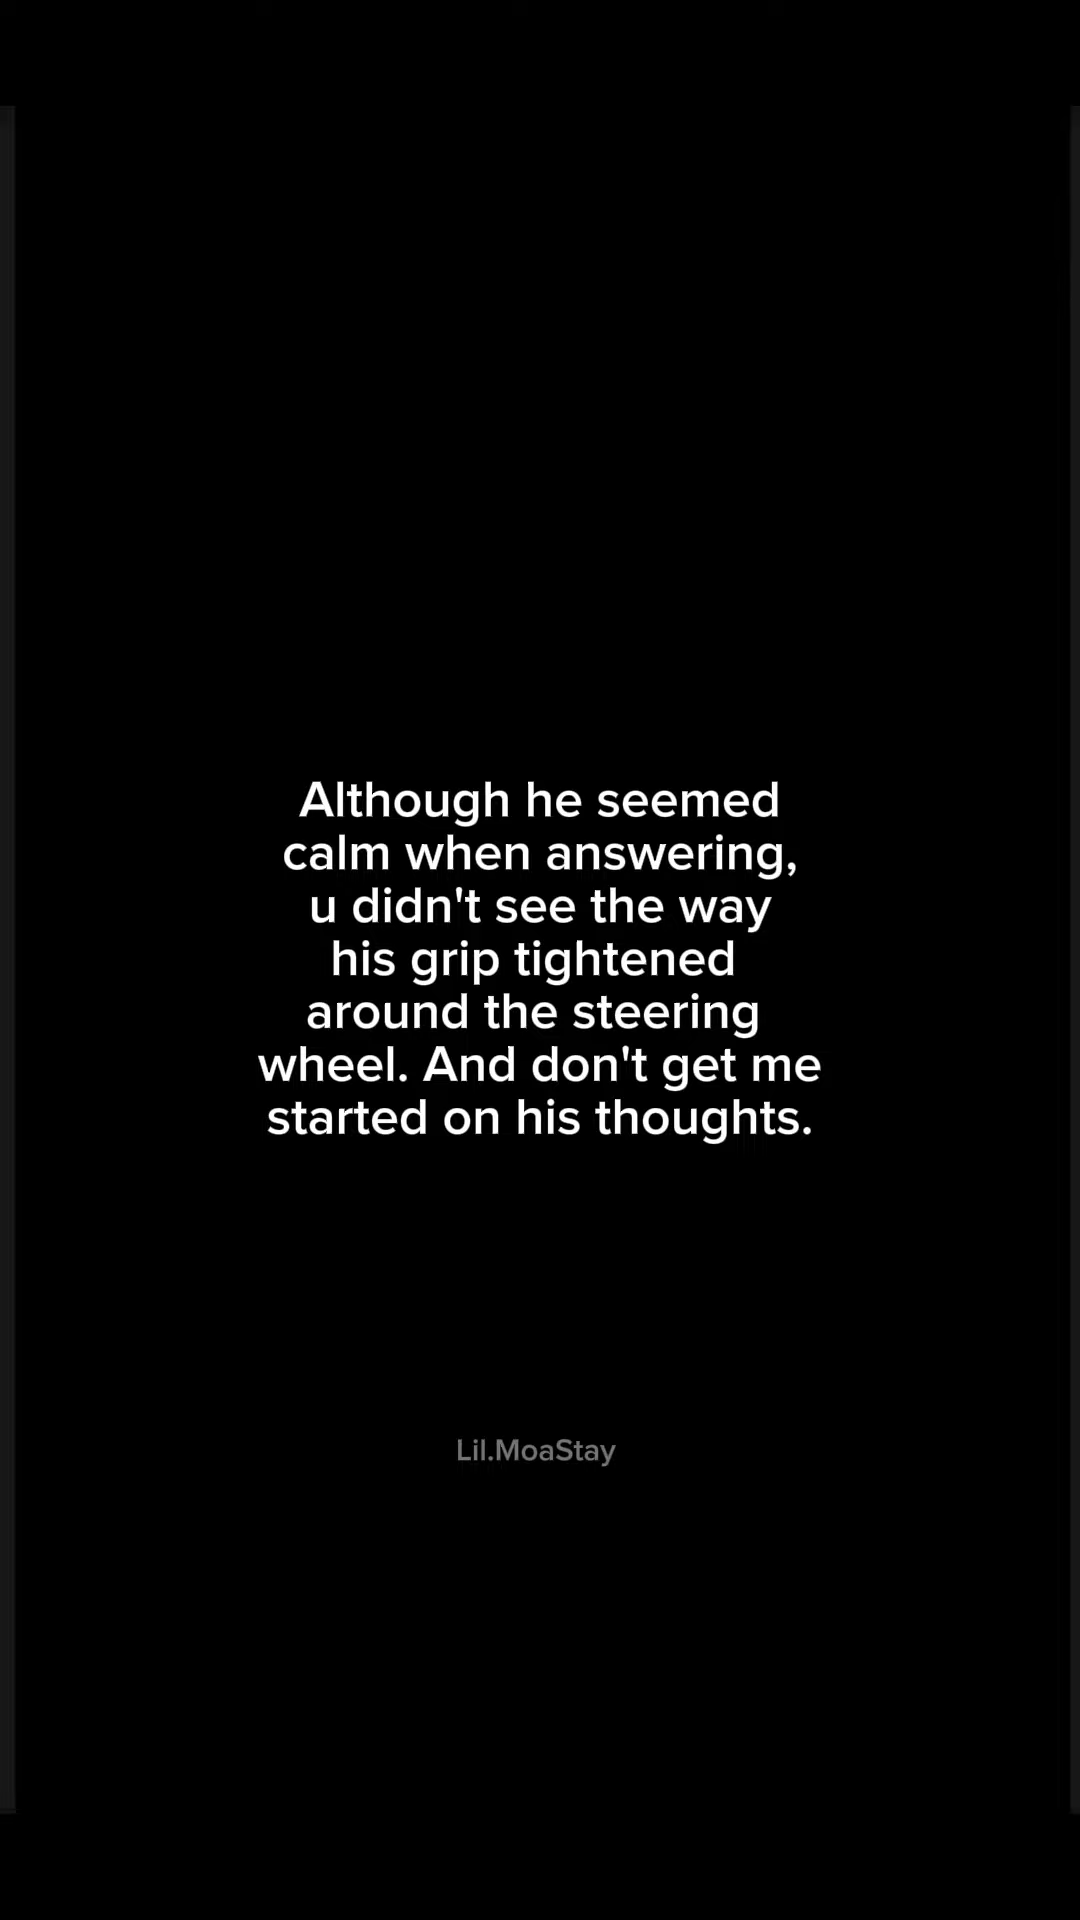 Although he seemed
calm when answering,
u didn't see the way
his grip tightened
around the steering
wheel. And don't get me
started on his thoughts.
Lil.MoaStay